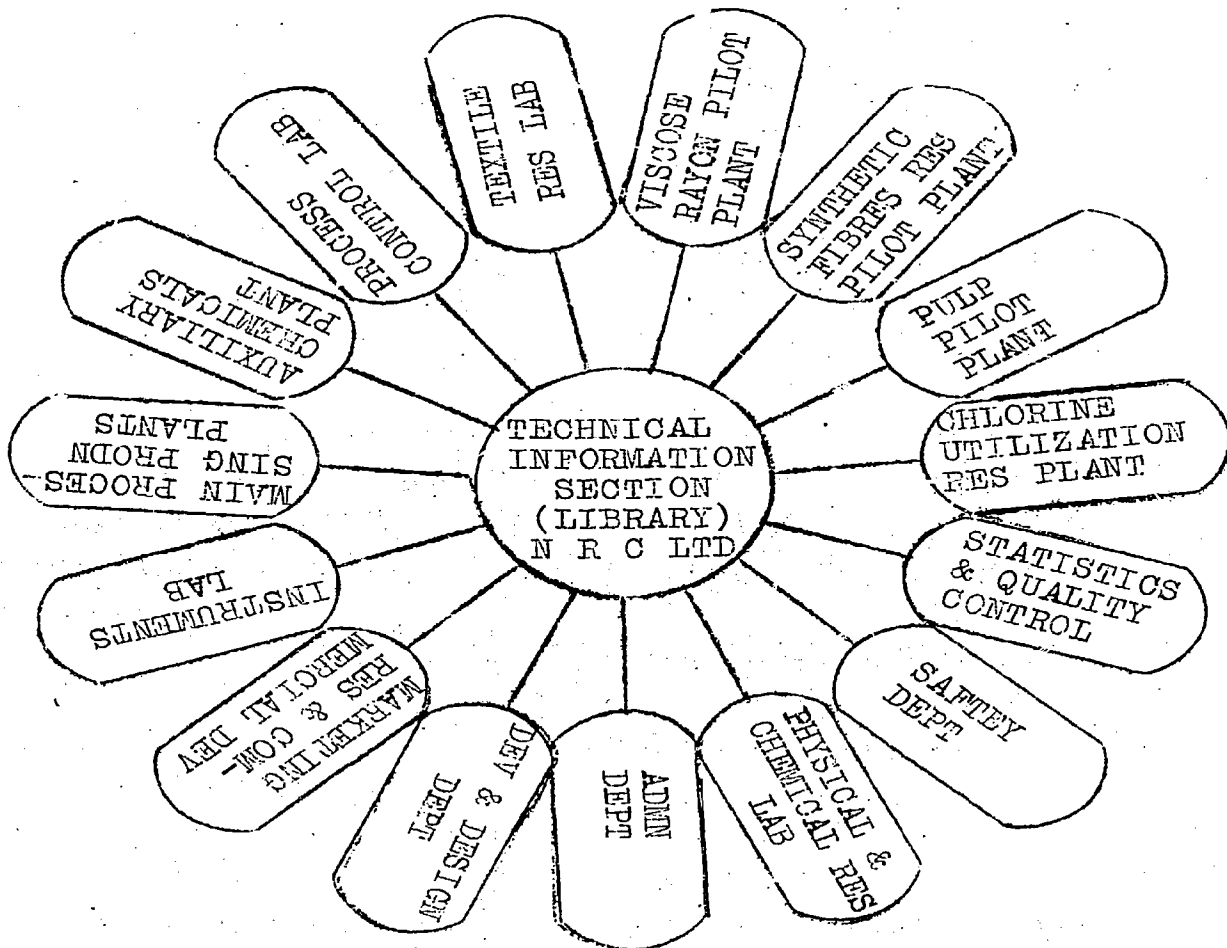 TECHNICAL
INFORMATION
SECTION
(LIBRARY)
N R C LTD
TEXTILE
RES LAB
VISCOSE
RAYON PILOT
PLANT
SYNTHETIC
FIBRES RES
PILOT PLANT
PULP
PILOT
PLANT
CHLORINE
UTILIZATION
RES PLANT
STATISTICS
& QUALITY
CONTROL
SAFTEY
DEPT
PHYSICAL &
CHEMICAL RES
LAB
ADMN
DEPT
DEV & DESIGN
DEPT
MARKETING
RES & COM-
MERCIAL DEV
INSTRUMENTS
LAB
MAIN PROCES-
SING PRODN
PLANTS
AUXILIARY
CHEMICALS
PLANT
PROCESS
CONTROL LAB